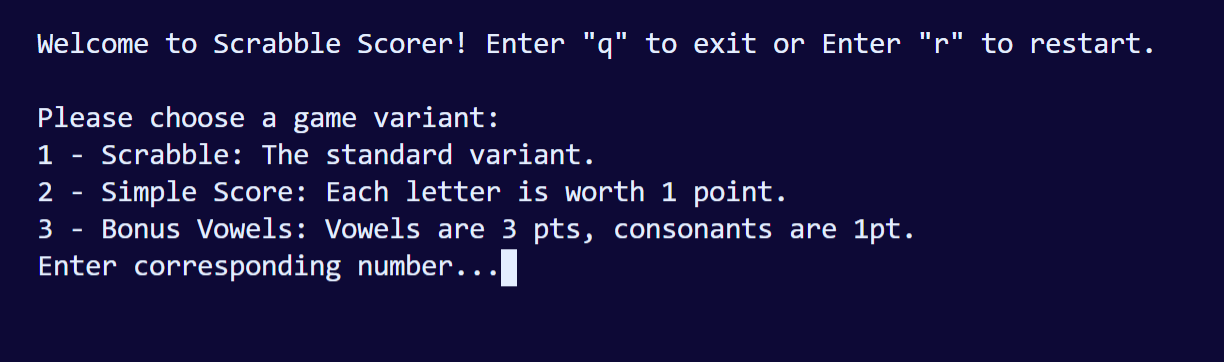 Welcome to Scrabble Scorer! Enter "q" to exit or Enter "r" to restart.
Please choose a game variant:
1 - Scrabble: The standard variant.
2 - Simple Score: Each letter is worth 1 point.
3 - Bonus Vowels: Vowels are 3 pts, consonants are 1pt.
Enter corresponding number...